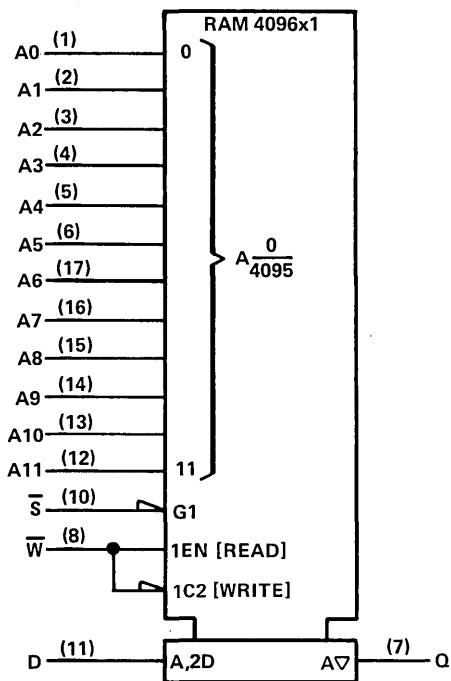 RAM 4096x1
A0 (1) 0
A1 (2)
A2 (3)
A3 (4)
A4 (5)
A5 (6)
A 0/4095
A6 (17)
A7 (16)
A8 (15)
A9 (14)
A10 (13)
A11 (12) 11
S̅ (10) G1
W̅ (8) 1EN [READ]
1C2 [WRITE]
D (11) A,2D A▽ (7) Q